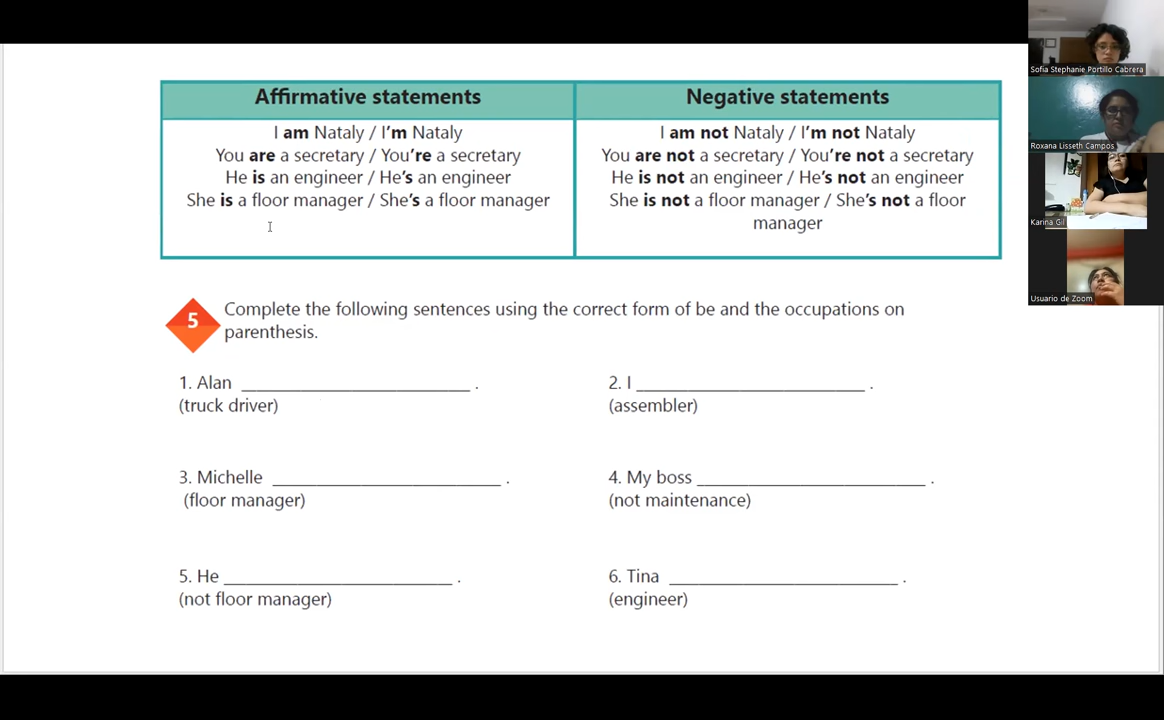 Affirmative statements
I am Nataly / I'm Nataly
You are a secretary / You're a secretary
He is an engineer / He's an engineer
She is a floor manager / She's a floor manager
Negative statements
I am not Nataly / I'm not Nataly
You are not a secretary / You're not a secretary
He is not an engineer / He's not an engineer
She is not a floor manager / She's not a floor
manager
5
Complete the following sentences using the correct form of be and the occupations on
parenthesis.
1. Alan ________________________ .
(truck driver)
2. I ________________________ .
(assembler)
3. Michelle ________________________ .
(floor manager)
4. My boss ________________________ .
(not maintenance)
5. He ________________________ .
(not floor manager)
6. Tina ________________________ .
(engineer)
Sofía Stephanie Portillo Cabrera
Roxana Lisseth Campos
Karina Gil
Usuario de Zoom